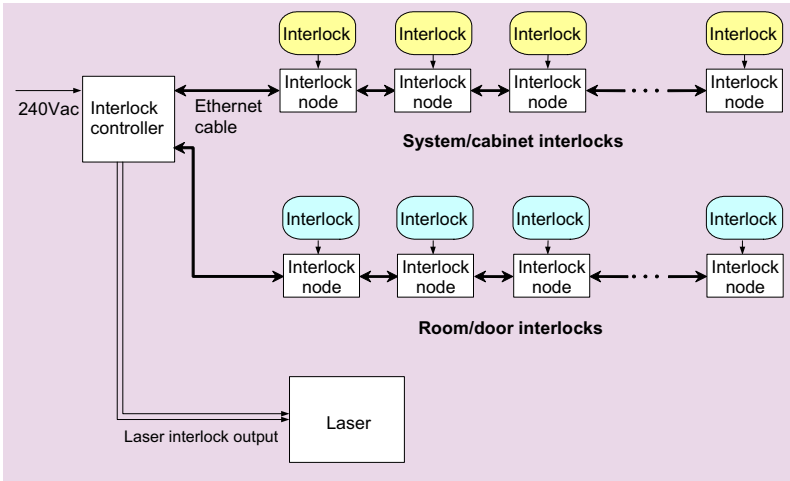 Interlock Interlock Interlock Interlock
240Vac
Interlock
controller
Ethernet
cable
Interlock
node
Interlock
node
Interlock
node
Interlock
node
System/cabinet interlocks
Interlock Interlock Interlock Interlock
Interlock
node
Interlock
node
Interlock
node
Interlock
node
Room/door interlocks
Laser
Laser interlock output